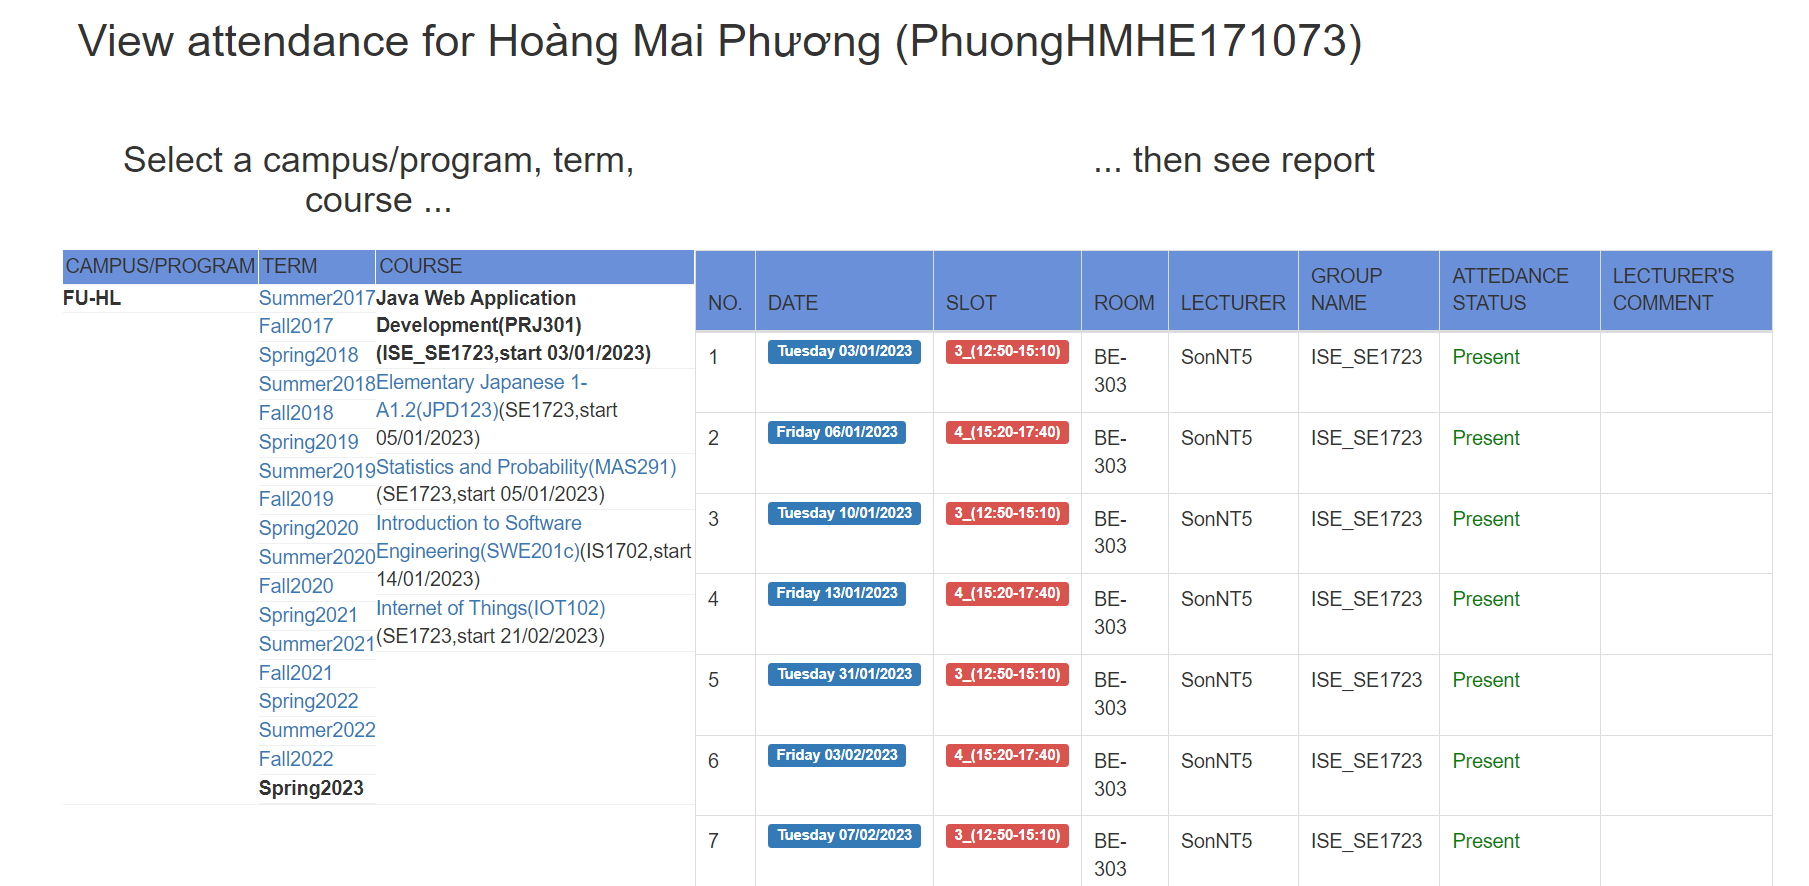 View attendance for Hoàng Mai Phương (PhuongHMHE171073)
Select a campus/program, term,
course ...
... then see report
CAMPUS/PROGRAM TERM COURSE
FU-HL
Summer2017
Fall2017
Spring2018
Summer2018
Fall2018
Spring2019
Summer2019
Fall2019
Spring2020
Summer2020
Fall2020
Spring2021
Summer2021
Fall2021
Spring2022
Summer2022
Fall2022
Spring2023
Java Web Application
Development(PRJ301)
(ISE_SE1723,start 03/01/2023)
Elementary Japanese 1-
A1.2(JPD123)(SE1723,start
05/01/2023)
Statistics and Probability(MAS291)
(SE1723,start 05/01/2023)
Introduction to Software
Engineering(SWE201c)(IS1702,start
14/01/2023)
Internet of Things(IOT102)
(SE1723,start 21/02/2023)
NO. DATE SLOT ROOM LECTURER GROUP NAME ATTEDANCE STATUS LECTURER'S COMMENT
1 Tuesday 03/01/2023 3_(12:50-15:10) BE-303 SonNT5 ISE_SE1723 Present
2 Friday 06/01/2023 4_(15:20-17:40) BE-303 SonNT5 ISE_SE1723 Present
3 Tuesday 10/01/2023 3_(12:50-15:10) BE-303 SonNT5 ISE_SE1723 Present
4 Friday 13/01/2023 4_(15:20-17:40) BE-303 SonNT5 ISE_SE1723 Present
5 Tuesday 31/01/2023 3_(12:50-15:10) BE-303 SonNT5 ISE_SE1723 Present
6 Friday 03/02/2023 4_(15:20-17:40) BE-303 SonNT5 ISE_SE1723 Present
7 Tuesday 07/02/2023 3_(12:50-15:10) BE-303 SonNT5 ISE_SE1723 Present